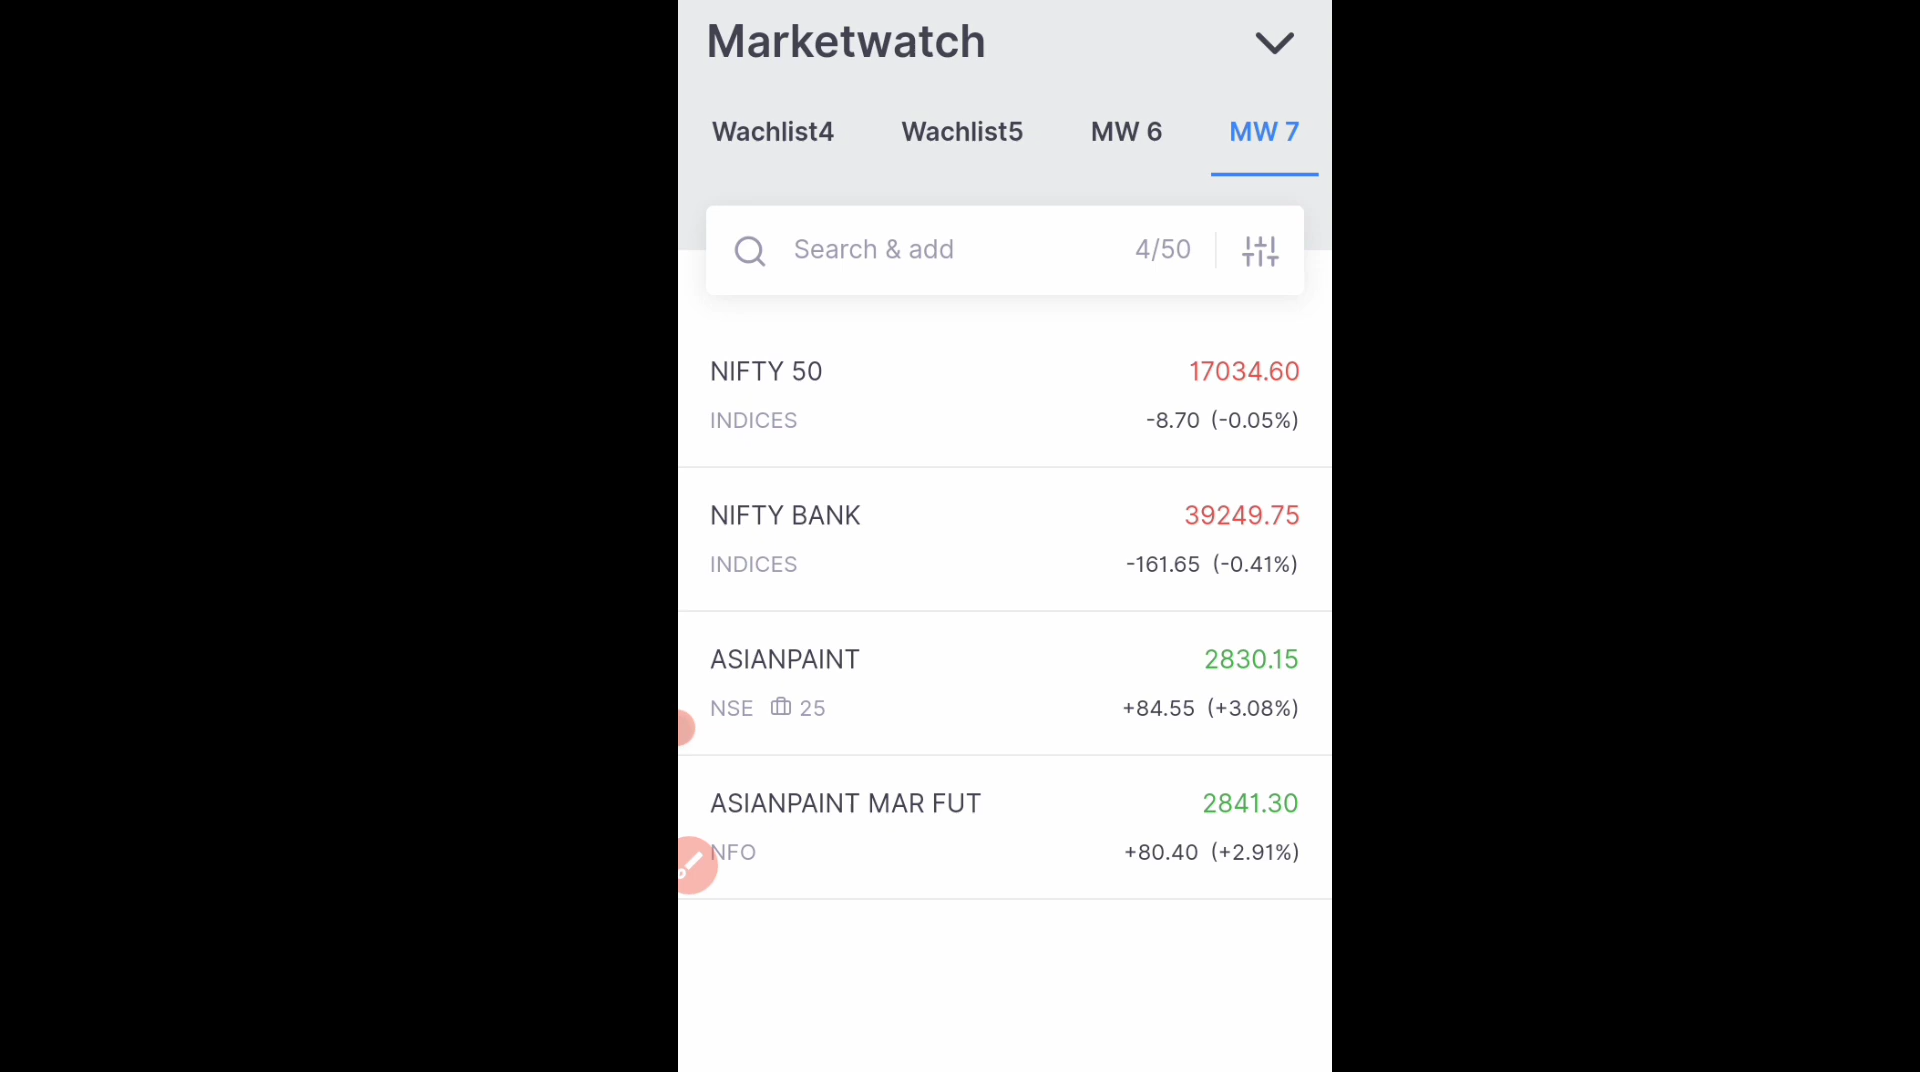 Marketwatch
Wachlist4 Wachlist5 MW 6 MW 7
Search & add 4/50
NIFTY 50 17034.60
INDICES -8.70 (-0.05%)
NIFTY BANK 39249.75
INDICES -161.65 (-0.41%)
ASIANPAINT 2830.15
NSE 25 +84.55 (+3.08%)
ASIANPAINT MAR FUT 2841.30
NFO +80.40 (+2.91%)